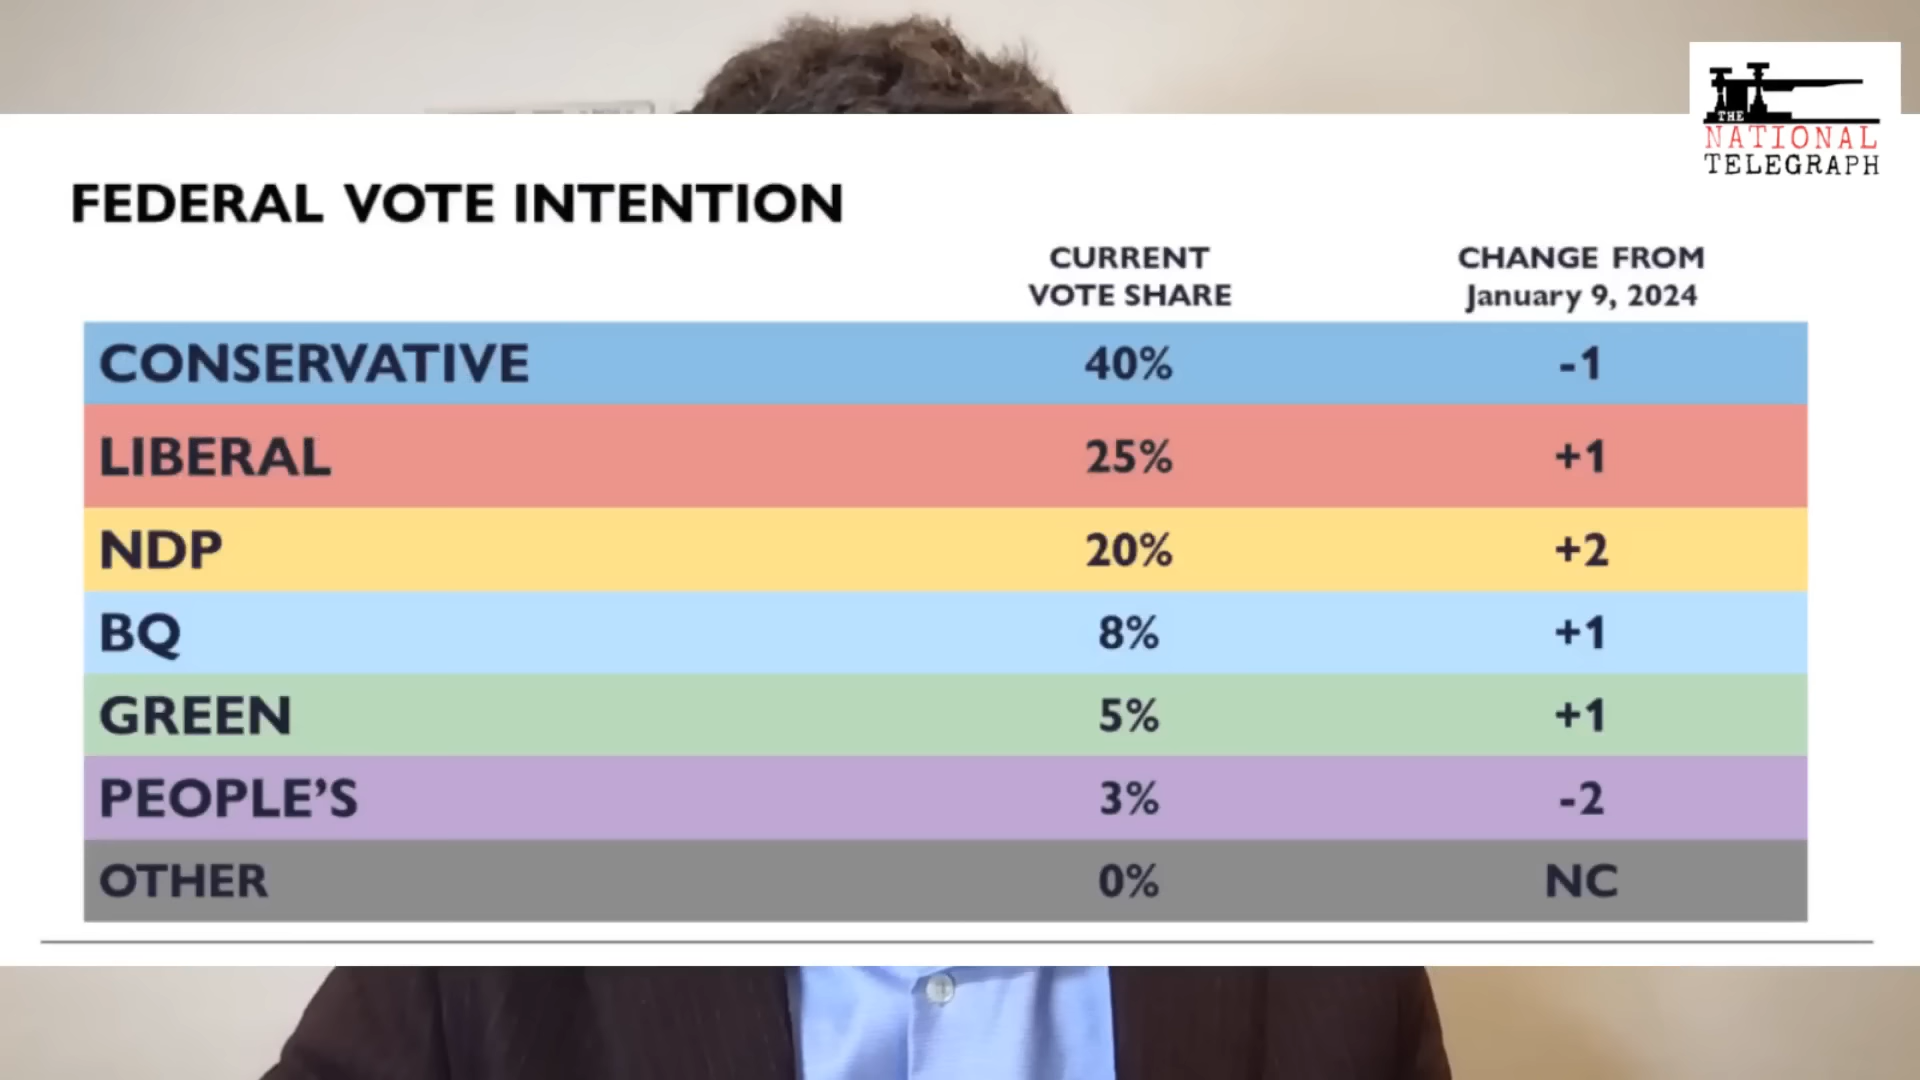 THE
NATIONAL
TELEGRAPH
FEDERAL VOTE INTENTION
CURRENT
VOTE SHARE
CHANGE FROM
January 9, 2024
CONSERVATIVE 40% -1
LIBERAL 25% +1
NDP 20% +2
BQ 8% +1
GREEN 5% +1
PEOPLE’S 3% -2
OTHER 0% NC